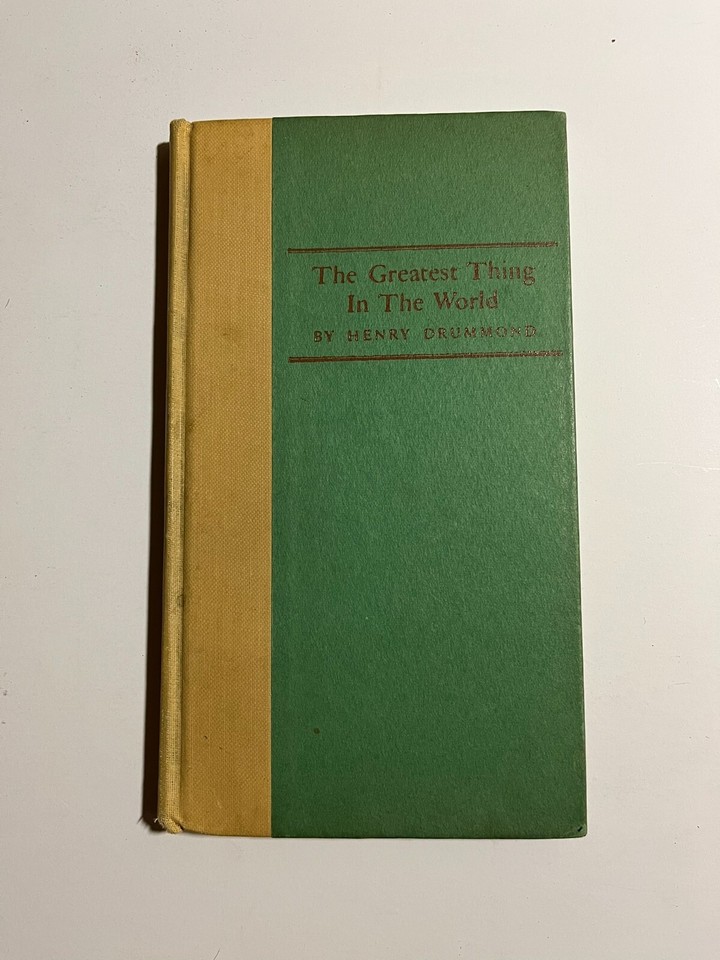 The Greatest Thing
In The World
BY HENRY DRUMMOND